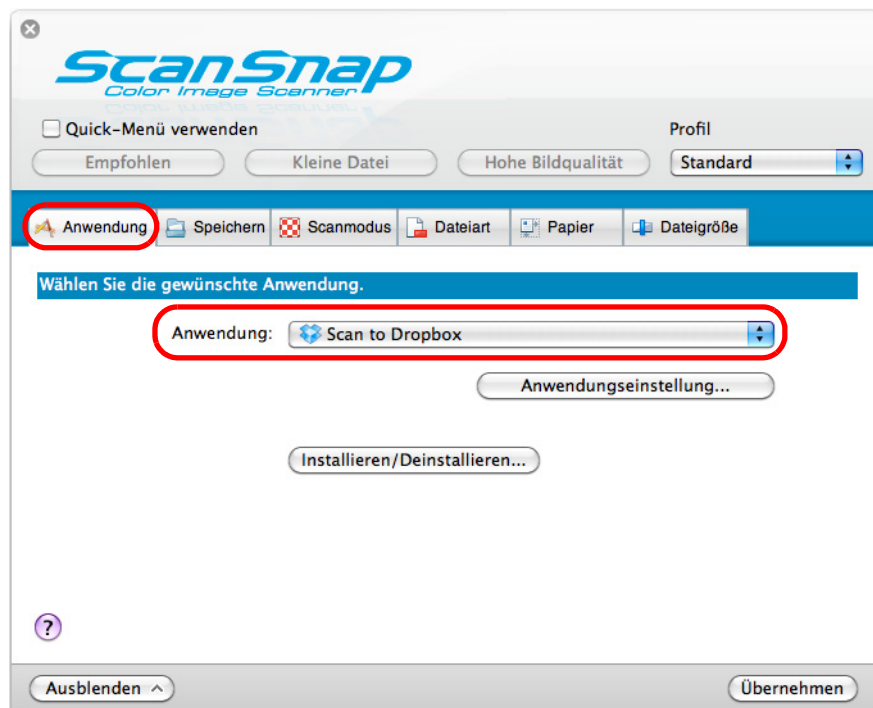 ScanSnap
Color Image Scanner
Quick-Menü verwenden
Profil
Empfohlen Kleine Datei Hohe Bildqualität Standard
Anwendung Speichern Scanmodus Dateiart Papier Dateigröße
Wählen Sie die gewünschte Anwendung.
Anwendung: Scan to Dropbox
Anwendungseinstellung...
Installieren/Deinstallieren...
?
Ausblenden Übernehmen